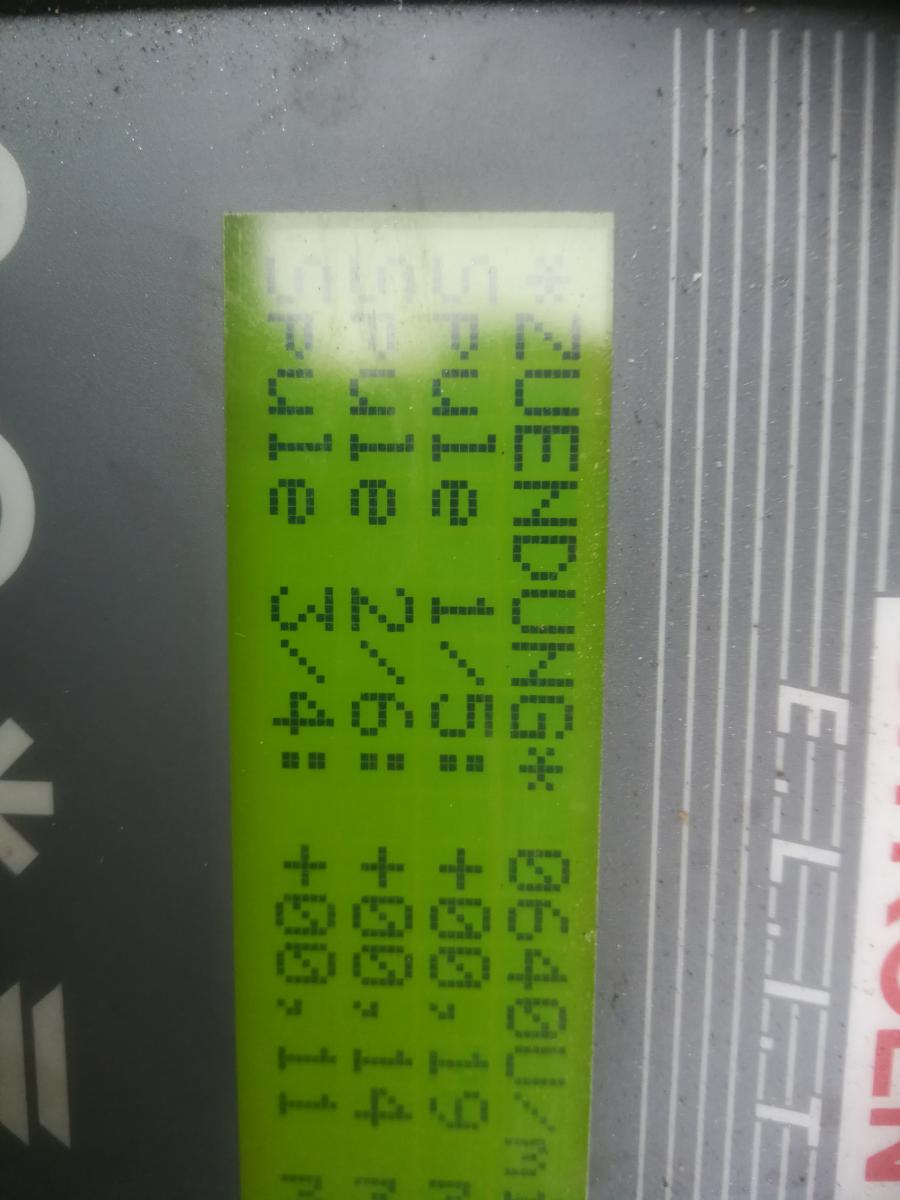 *ZUENDUNG* 0640U/M
Spule 1/5: +00,19
Spule 2/6: +00,14
Spule 3/4: +00,11
E.L.I.T